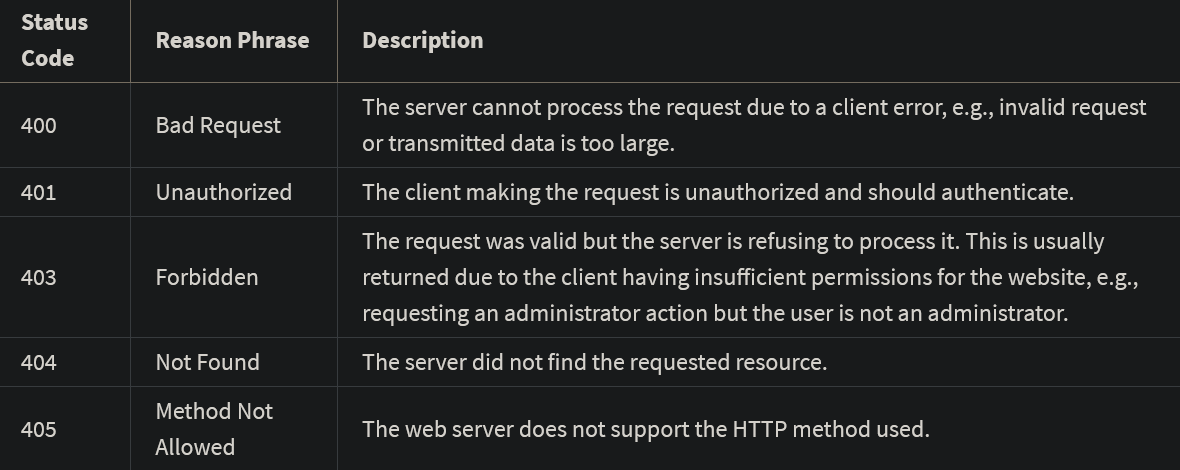 Status
Code
Reason Phrase
Description
400
Bad Request
The server cannot process the request due to a client error, e.g., invalid request
or transmitted data is too large.
401
Unauthorized
The client making the request is unauthorized and should authenticate.
403
Forbidden
The request was valid but the server is refusing to process it. This is usually
returned due to the client having insufficient permissions for the website, e.g.,
requesting an administrator action but the user is not an administrator.
404
Not Found
The server did not find the requested resource.
405
Method Not
Allowed
The web server does not support the HTTP method used.